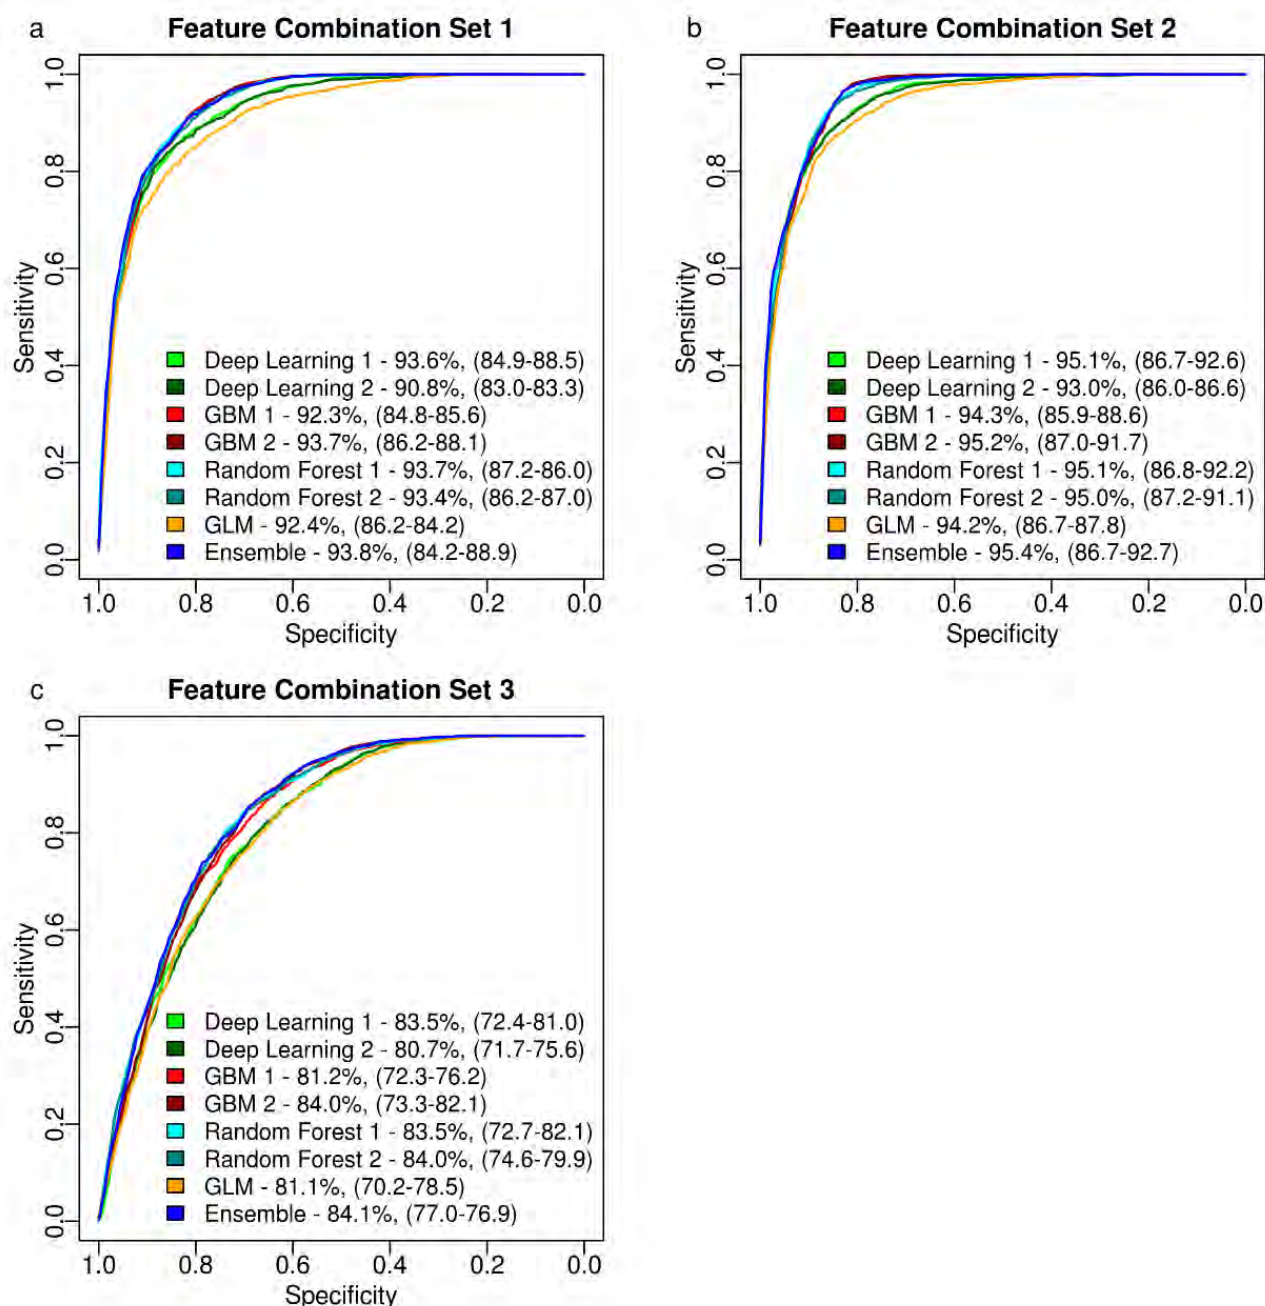 a
Feature Combination Set 1
Sensitivity
1.0
0.8
0.6
0.4
0.2
0.0
Deep Learning 1 - 93.6%, (84.9-88.5)
Deep Learning 2 - 90.8%, (83.0-83.3)
GBM 1 - 92.3%, (84.8-85.6)
GBM 2 - 93.7%, (86.2-88.1)
Random Forest 1 - 93.7%, (87.2-86.0)
Random Forest 2 - 93.4%, (86.2-87.0)
GLM - 92.4%, (86.2-84.2)
Ensemble - 93.8%, (84.2-88.9)
1.0 0.8 0.6 0.4 0.2 0.0
Specificity
b
Feature Combination Set 2
Sensitivity
1.0
0.8
0.6
0.4
0.2
0.0
Deep Learning 1 - 95.1%, (86.7-92.6)
Deep Learning 2 - 93.0%, (86.0-86.6)
GBM 1 - 94.3%, (85.9-88.6)
GBM 2 - 95.2%, (87.0-91.7)
Random Forest 1 - 95.1%, (86.8-92.2)
Random Forest 2 - 95.0%, (87.2-91.1)
GLM - 94.2%, (86.7-87.8)
Ensemble - 95.4%, (86.7-92.7)
1.0 0.8 0.6 0.4 0.2 0.0
Specificity
c
Feature Combination Set 3
Sensitivity
1.0
0.8
0.6
0.4
0.2
0.0
Deep Learning 1 - 83.5%, (72.4-81.0)
Deep Learning 2 - 80.7%, (71.7-75.6)
GBM 1 - 81.2%, (72.3-76.2)
GBM 2 - 84.0%, (73.3-82.1)
Random Forest 1 - 83.5%, (72.7-82.1)
Random Forest 2 - 84.0%, (74.6-79.9)
GLM - 81.1%, (70.2-78.5)
Ensemble - 84.1%, (77.0-76.9)
1.0 0.8 0.6 0.4 0.2 0.0
Specificity